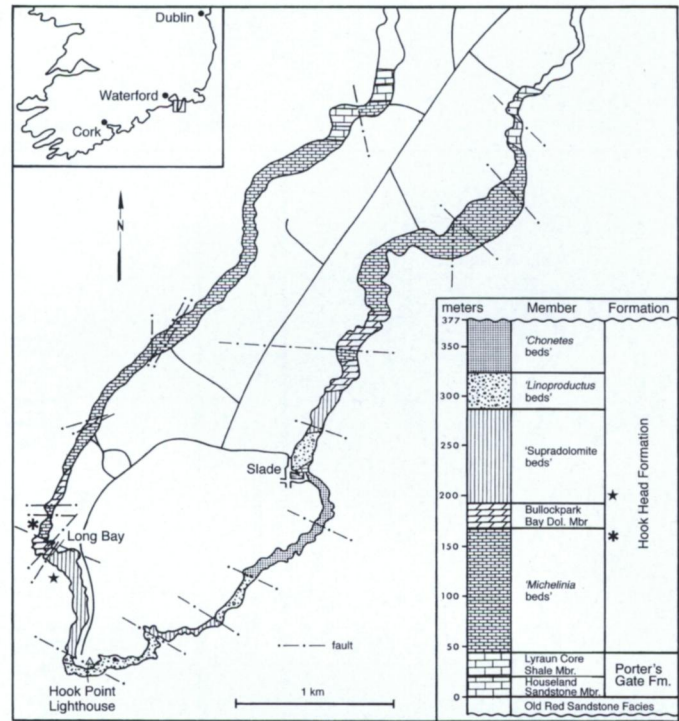 Dublin
Waterford
Cork
N
Slade
Long Bay
Hook Point
Lighthouse
fault
1 km
meters Member Formation
377
350
300
250
200
150
100
50
0
'Chonetes
beds'
'Linoproductus
beds'
'Supradolomite
beds'
Bullockpark
Bay Dol. Mbr
'Michelinia
beds'
Lyraun Core
Shale Mbr.
Houseland
Sandstone Mbr.
Old Red Sandstone Facies
Hook Head Formation
Porter's
Gate Fm.